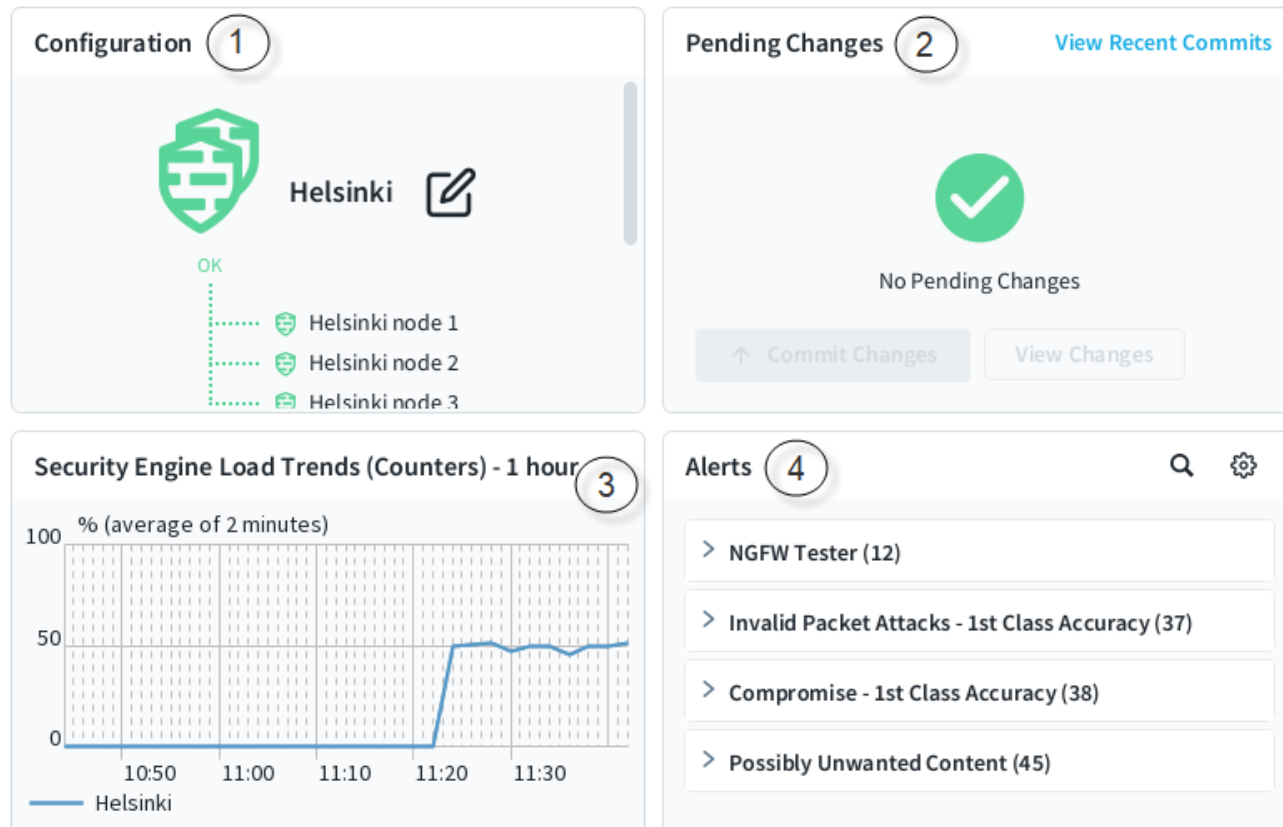 Configuration 1
Helsinki
OK
Helsinki node 1
Helsinki node 2
Helsinki node 3
Pending Changes 2 View Recent Commits
No Pending Changes
Commit Changes View Changes
Security Engine Load Trends (Counters) - 1 hour 3
% (average of 2 minutes)
100
50
0
10:50 11:00 11:10 11:20 11:30
Helsinki
Alerts 4
NGFW Tester (12)
Invalid Packet Attacks - 1st Class Accuracy (37)
Compromise - 1st Class Accuracy (38)
Possibly Unwanted Content (45)